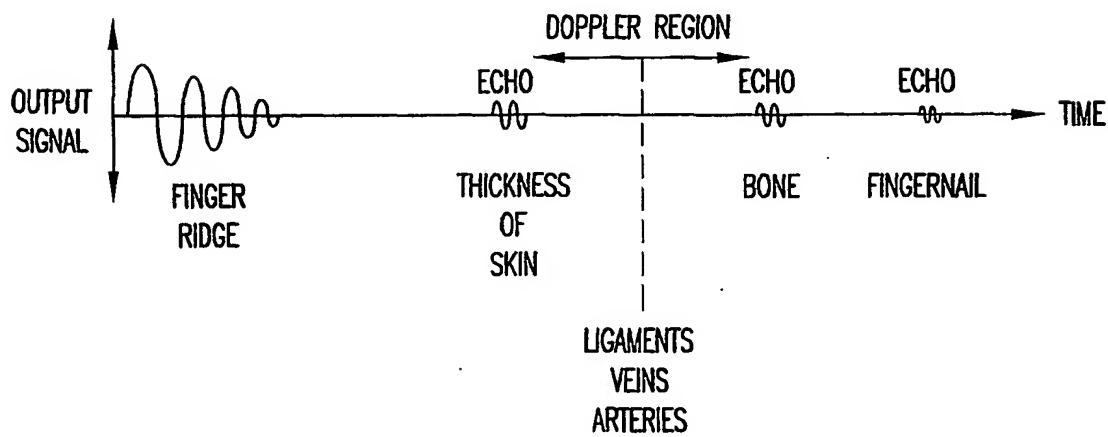 DOPPLER REGION
ECHO
ECHO
ECHO
OUTPUT
SIGNAL
TIME
FINGER
RIDGE
THICKNESS
OF
SKIN
BONE
FINGERNAIL
LIGAMENTS
VEINS
ARTERIES